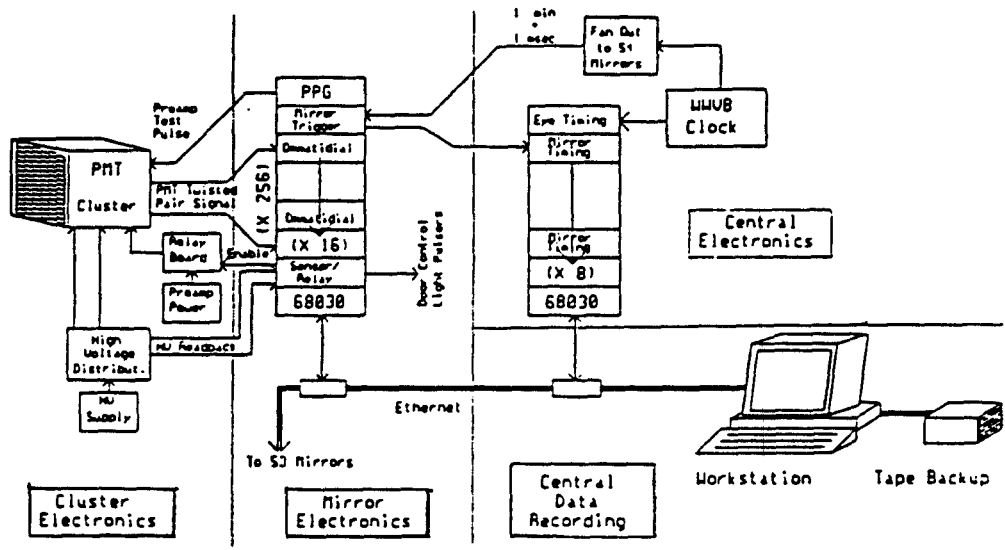 1 min
+
1 msec
Fan Out
to 54
Mirrors
WWVB
Clock
PPG
Mirror
Trigger
Ommatidial
Ommatidial
(X 16)
Sensor/
Relay
68030
(X 256)
Preamp
Test
Pulse
PMT
Cluster
PMT Twisted
Pair Signal
Relay
Board
Enable
Preamp
Power
High
Voltage
Distribut.
HV Readback
HV
Supply
Door Control
Light Pulsers
Eye Timing
Mirror
Timing
Mirror
Timing
(X 8)
68030
Central
Electronics
Ethernet
To 53 Mirrors
Workstation
Tape Backup
Cluster
Electronics
Mirror
Electronics
Central
Data
Recording